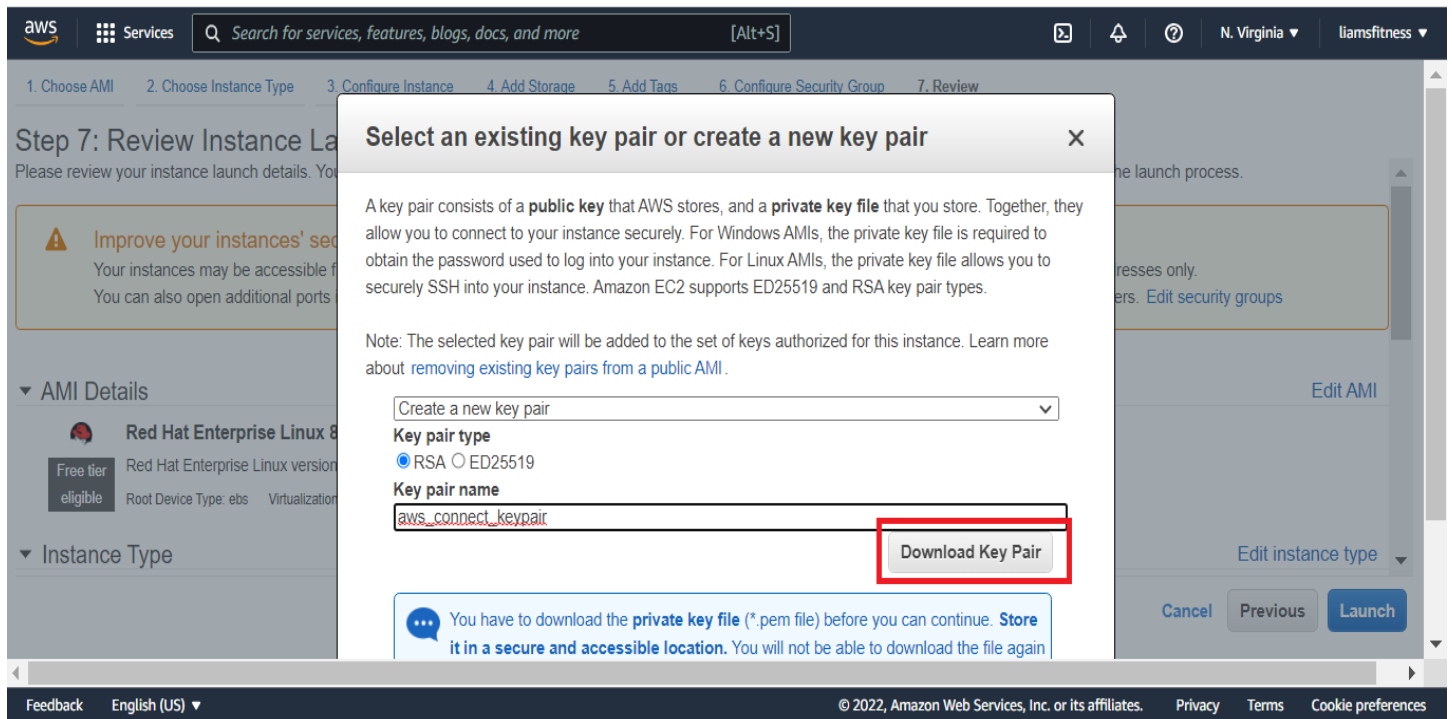 aws
Services
Search for services, features, blogs, docs, and more [Alt+S]
N. Virginia ▼
liamsfitness ▼
1. Choose AMI 2. Choose Instance Type 3. Configure Instance 4. Add Storage 5. Add Tags 6. Configure Security Group 7. Review
Step 7: Review Instance La
Please review your instance launch details. You
he launch process.
Improve your instances' sec
Your instances may be accessible f
resses only.
You can also open additional ports i
ers. Edit security groups
AMI Details
Edit AMI
Red Hat Enterprise Linux 8
Free tier
eligible
Red Hat Enterprise Linux version
Root Device Type: ebs Virtualization
Instance Type
Edit instance type
Cancel Previous Launch
Select an existing key pair or create a new key pair
A key pair consists of a public key that AWS stores, and a private key file that you store. Together, they
allow you to connect to your instance securely. For Windows AMIs, the private key file is required to
obtain the password used to log into your instance. For Linux AMIs, the private key file allows you to
securely SSH into your instance. Amazon EC2 supports ED25519 and RSA key pair types.
Note: The selected key pair will be added to the set of keys authorized for this instance. Learn more
about removing existing key pairs from a public AMI.
Create a new key pair
Key pair type
RSA ED25519
Key pair name
aws_connect_keypair
Download Key Pair
You have to download the private key file (*.pem file) before you can continue. Store
it in a secure and accessible location. You will not be able to download the file again
Feedback English (US) ▼
© 2022, Amazon Web Services, Inc. or its affiliates. Privacy Terms Cookie preferences